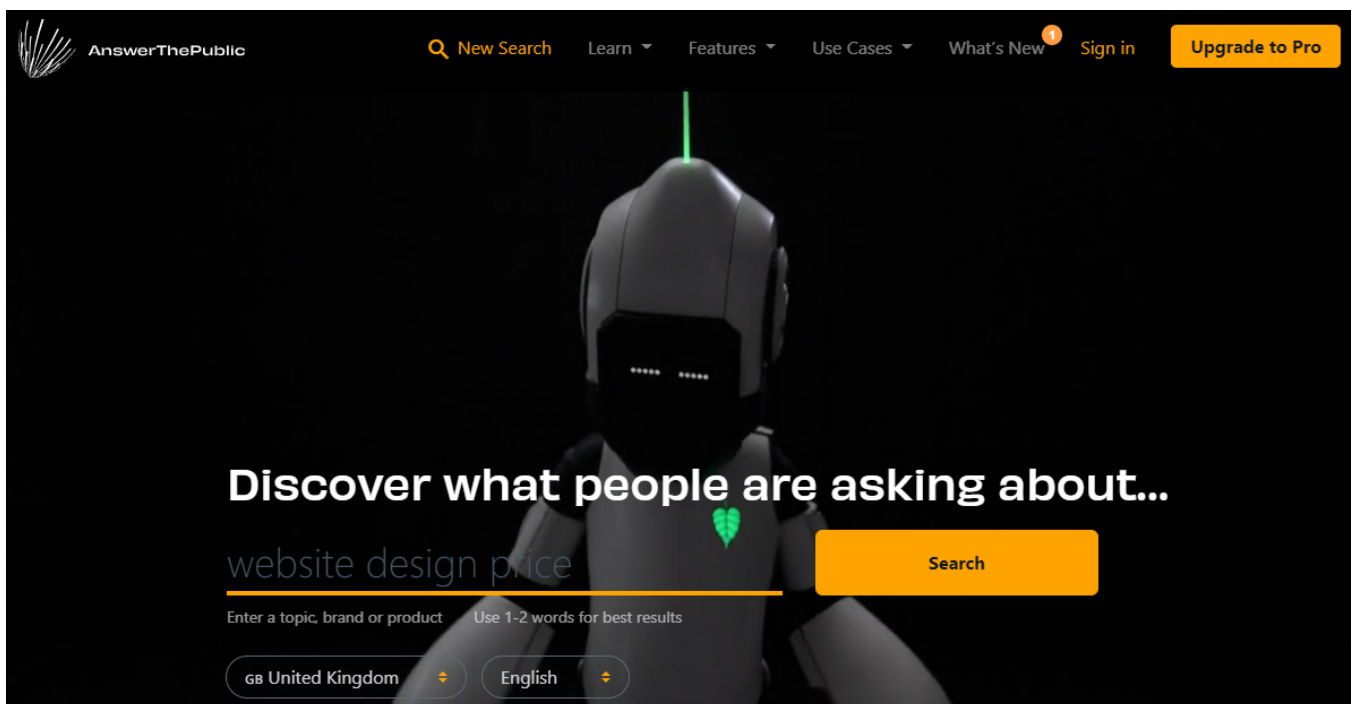 AnswerThePublic New Search Learn Features Use Cases What's New 1 Sign in Upgrade to Pro
Discover what people are asking about...
website design price Search
Enter a topic, brand or product Use 1-2 words for best results
GB United Kingdom English